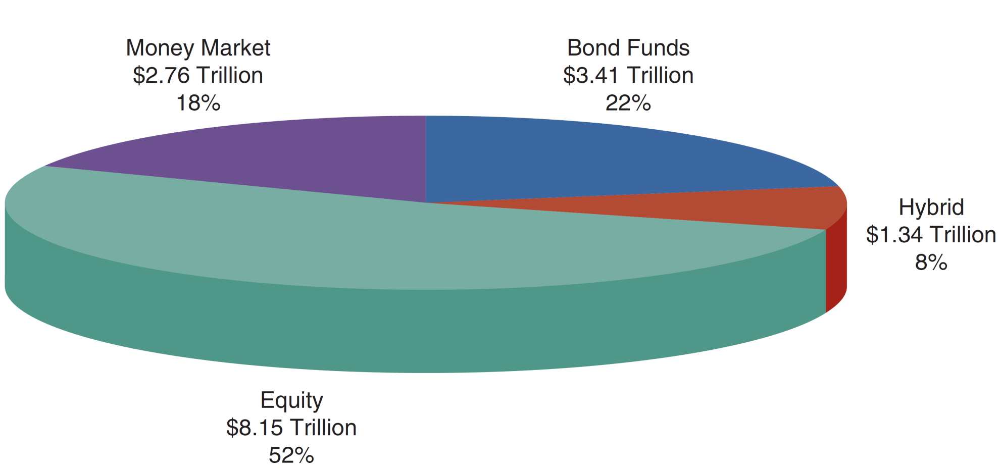 Money Market
$2.76 Trillion
18%
Bond Funds
$3.41 Trillion
22%
Hybrid
$1.34 Trillion
8%
Equity
$8.15 Trillion
52%